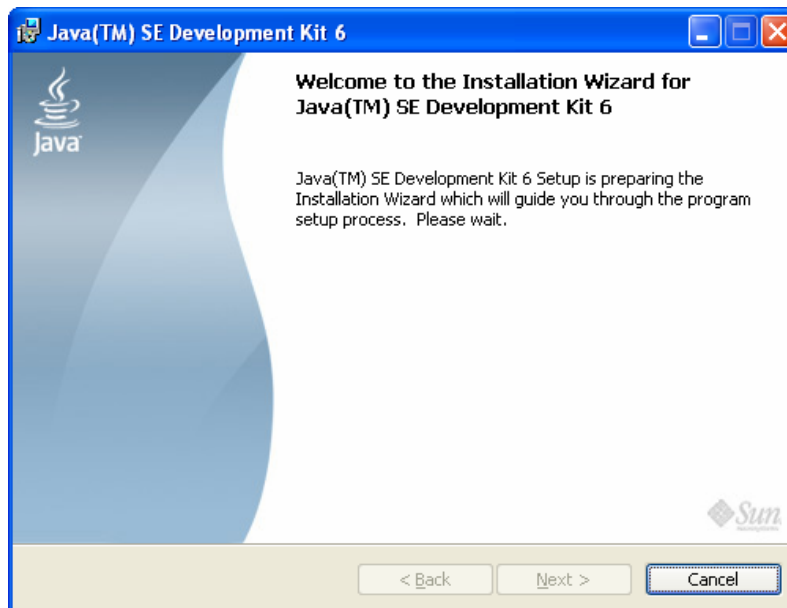 Java(TM) SE Development Kit 6
Java
Welcome to the Installation Wizard for
Java(TM) SE Development Kit 6
Java(TM) SE Development Kit 6 Setup is preparing the
Installation Wizard which will guide you through the program
setup process. Please wait.
Sun
< Back
Next >
Cancel